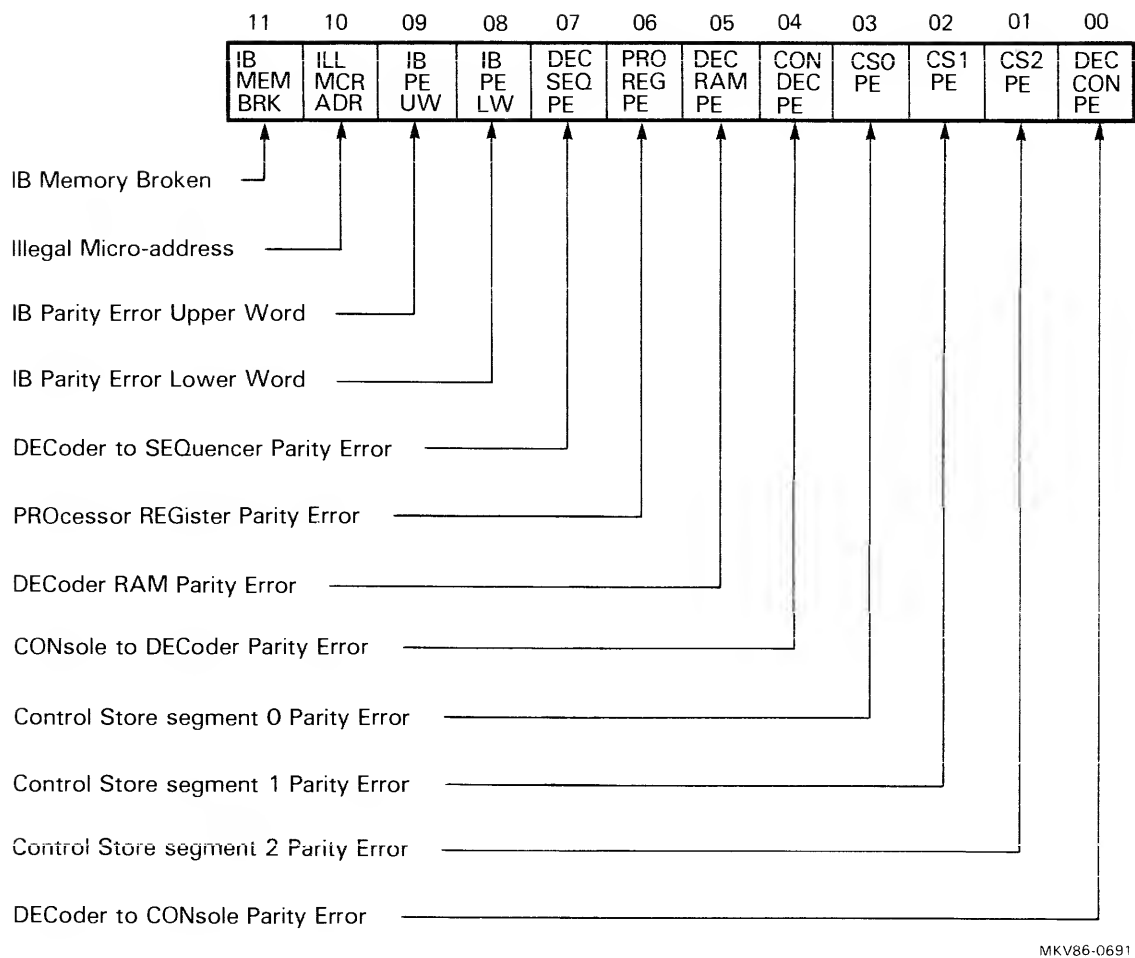 11 10 09 08 07 06 05 04 03 02 01 00
IB ILL IB IB DEC PRO DEC CON CS0 CS1 CS2 DEC
MEM MCR PE PE SEQ REG RAM DEC PE PE PE CON
BRK ADR UW LW PE PE PE PE PE
IB Memory Broken
Illegal Micro-address
IB Parity Error Upper Word
IB Parity Error Lower Word
DECoder to SEQuencer Parity Error
PROcessor REGister Parity Error
DECoder RAM Parity Error
CONsole to DECoder Parity Error
Control Store segment 0 Parity Error
Control Store segment 1 Parity Error
Control Store segment 2 Parity Error
DECoder to CONsole Parity Error
MKV86-0691